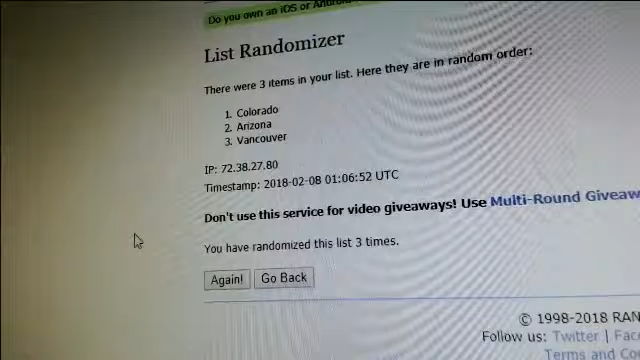 Do you own an iOS or Android
List Randomizer
There were 3 items in your list. Here they are in random order:
1. Colorado
2. Arizona
3. Vancouver
IP: 72.38.27.80
Timestamp: 2018-02-08 01:06:52 UTC
Don't use this service for video giveaways! Use Multi-Round Giveaw
You have randomized this list 3 times.
Again! Go Back
© 1998-2018 RAN
Follow us: Twitter | Fac
Terms and Co